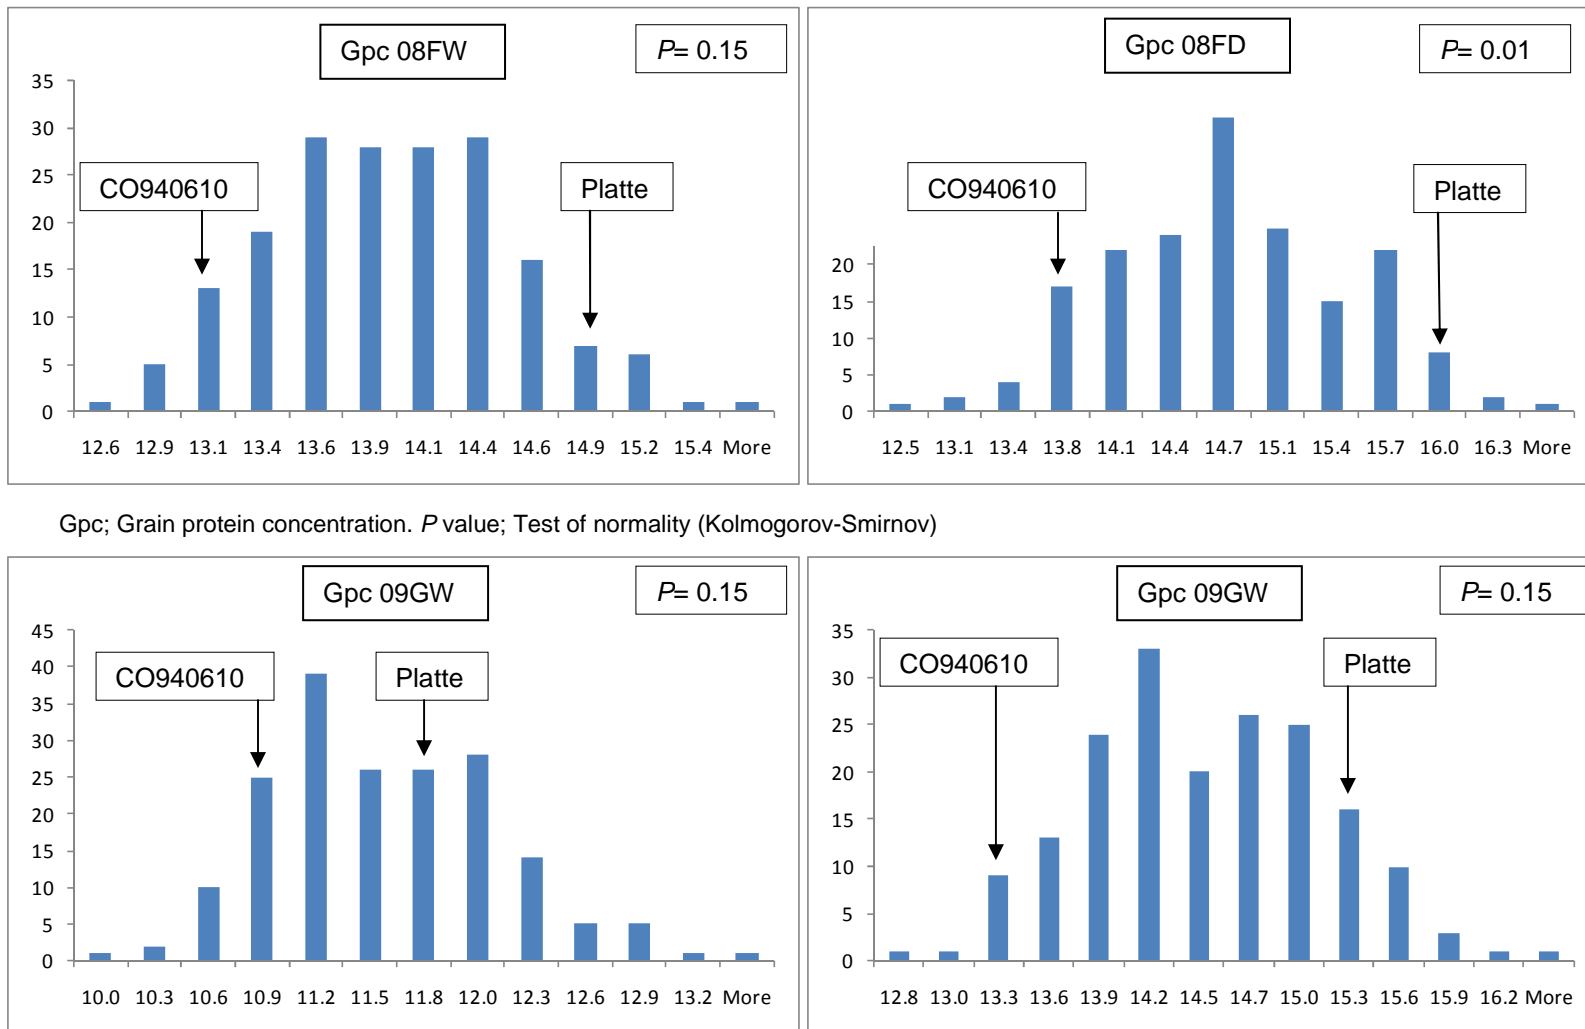 Gpc 08FW
P= 0.15
35
30
25
20
15
10
5
0
CO940610
Platte
12.6 12.9 13.1 13.4 13.6 13.9 14.1 14.4 14.6 14.9 15.2 15.4 More
Gpc 08FD
P= 0.01
20
15
10
5
0
CO940610
Platte
12.5 13.1 13.4 13.8 14.1 14.4 14.7 15.1 15.4 15.7 16.0 16.3 More
Gpc; Grain protein concentration. P value; Test of normality (Kolmogorov-Smirnov)
Gpc 09GW
P= 0.15
45
40
35
30
25
20
15
10
5
0
CO940610
Platte
10.0 10.3 10.6 10.9 11.2 11.5 11.8 12.0 12.3 12.6 12.9 13.2 More
Gpc 09GW
P= 0.15
35
30
25
20
15
10
5
0
CO940610
Platte
12.8 13.0 13.3 13.6 13.9 14.2 14.5 14.7 15.0 15.3 15.6 15.9 16.2 More